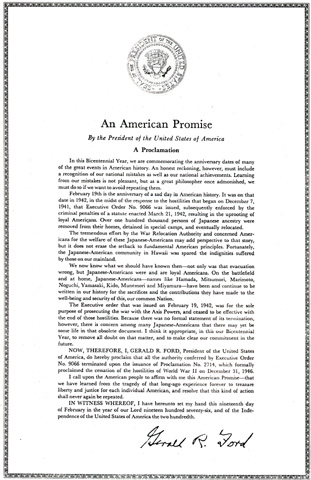 An American Promise
By the President of the United States of America
A Proclamation
In this Bicentennial Year, we are commemorating the anniversary dates of many
of the great events in American history. An honest reckoning, however, must include
a recognition of our national mistakes as well as our national achievements. Learning
from our mistakes is not pleasant, but as a great philosopher once admonished, we
must do so if we want to avoid repeating them.
February 19th is the anniversary of a sad day in American history. It was on that
date in 1942, in the midst of the response to the hostilities that began on December 7,
1941, that Executive Order No. 9066 was issued, subsequently enforced by the
criminal penalties of a statute enacted March 21, 1942, resulting in the uprooting of
loyal Americans. Over one hundred thousand persons of Japanese ancestry were
removed from their homes, detained in special camps, and eventually relocated.
The tremendous effort by the War Relocation Authority and concerned Amer-
icans for the welfare of these Japanese-Americans may add perspective to that story,
but it does not erase the setback to fundamental American principles. Fortunately,
the Japanese-American community in Hawaii was spared the indignities suffered
by those on our mainland.
We now know what we should have known then—not only was that evacuation
wrong, but Japanese-Americans were and are loyal Americans. On the battlefield
and at home, Japanese-Americans—names like Hamada, Mitsumori, Marimoto,
Noguchi, Yamasaki, Kido, Munemori and Miyamura—have been and continue to be
written in our history for the sacrifices and the contributions they have made to the
well-being and security of this, our common Nation.
The Executive order that was issued on February 19, 1942, was for the sole
purpose of prosecuting the war with the Axis Powers, and ceased to be effective with
the end of those hostilities. Because there was no formal statement of its termination,
however, there is concern among many Japanese-Americans that there may yet be
some life in that obsolete document. I think it appropriate, in this our Bicentennial
Year, to remove all doubt on that matter, and to make clear our commitment in the
future.
NOW, THEREFORE, I, GERALD R. FORD, President of the United States
of America, do hereby proclaim that all the authority conferred by Executive Order
No. 9066 terminated upon the issuance of Proclamation No. 2714, which formally
proclaimed the cessation of the hostilities of World War II on December 31, 1946.
I call upon the American people to affirm with me this American Promise—that
we have learned from the tragedy of that long-ago experience forever to treasure
liberty and justice for each individual American, and resolve that this kind of action
shall never again be repeated.
IN WITNESS WHEREOF, I have hereunto set my hand this nineteenth day
of February in the year of our Lord nineteen hundred seventy-six, and of the Inde-
pendence of the United States of America the two hundredth.
Gerald R. Ford